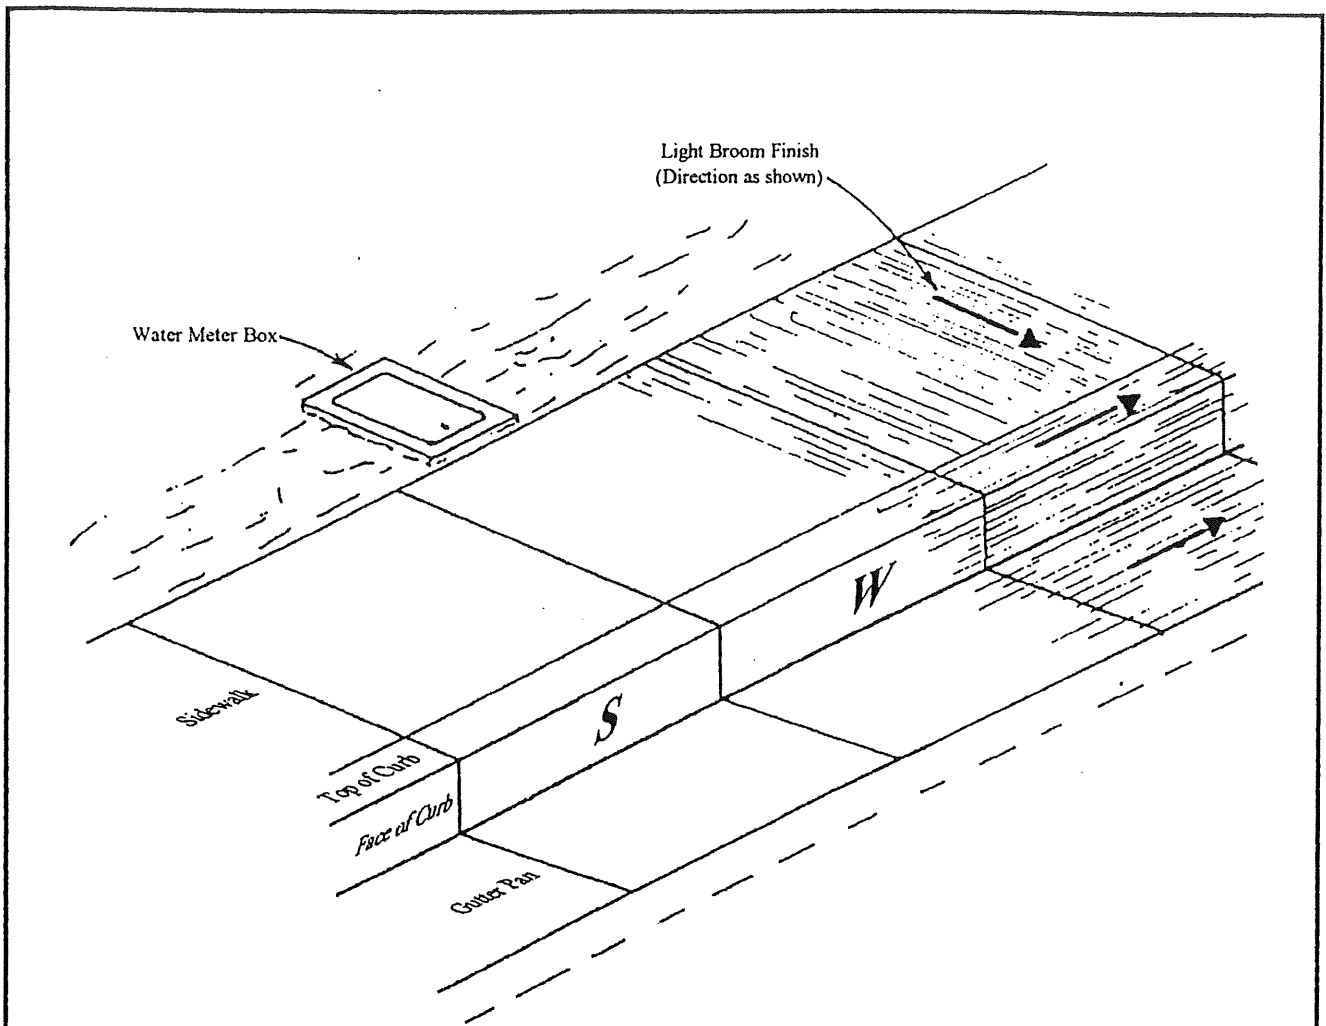 Light Broom Finish
(Direction as shown)
Water Meter Box
W
S
Sidewalk
Top of Curb
Face of Curb
Gutter Pan